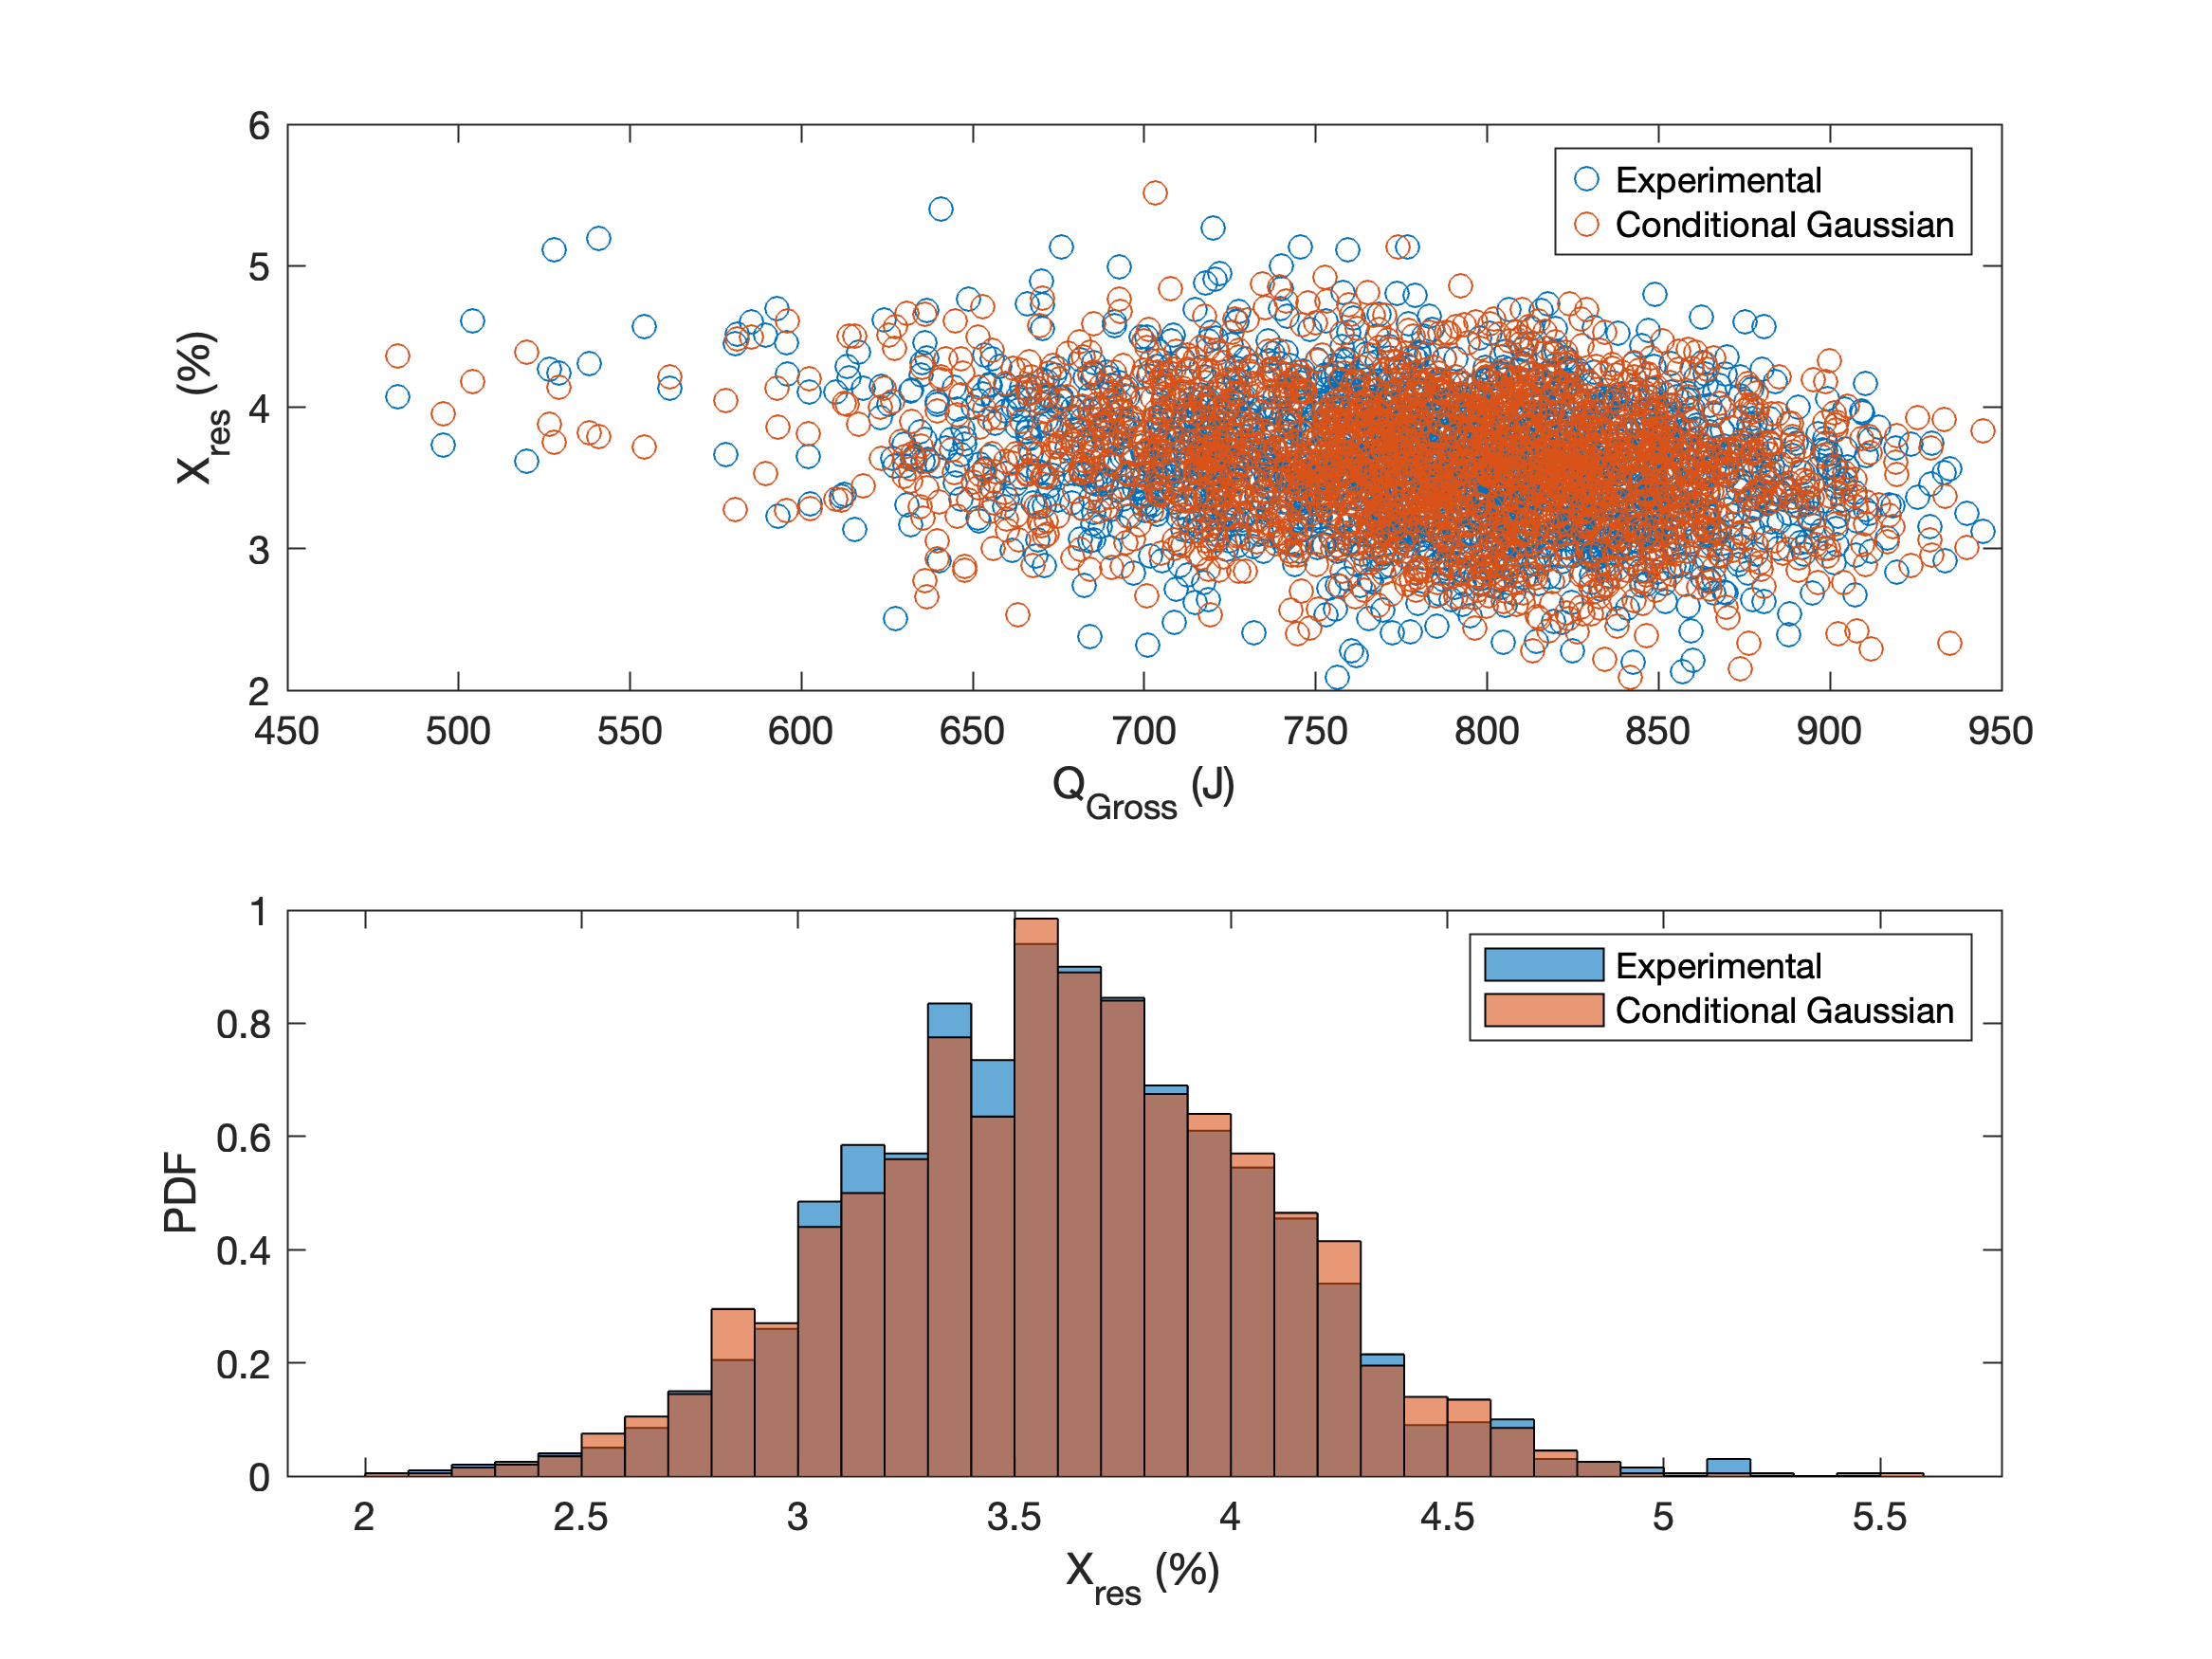 6
5
4
3
2
X_res (%)
Experimental
Conditional Gaussian
450 500 550 600 650 700 750 800 850 900 950
Q_Gross (J)
1
0.8
0.6
0.4
0.2
0
PDF
Experimental
Conditional Gaussian
2 2.5 3 3.5 4 4.5 5 5.5
X_res (%)